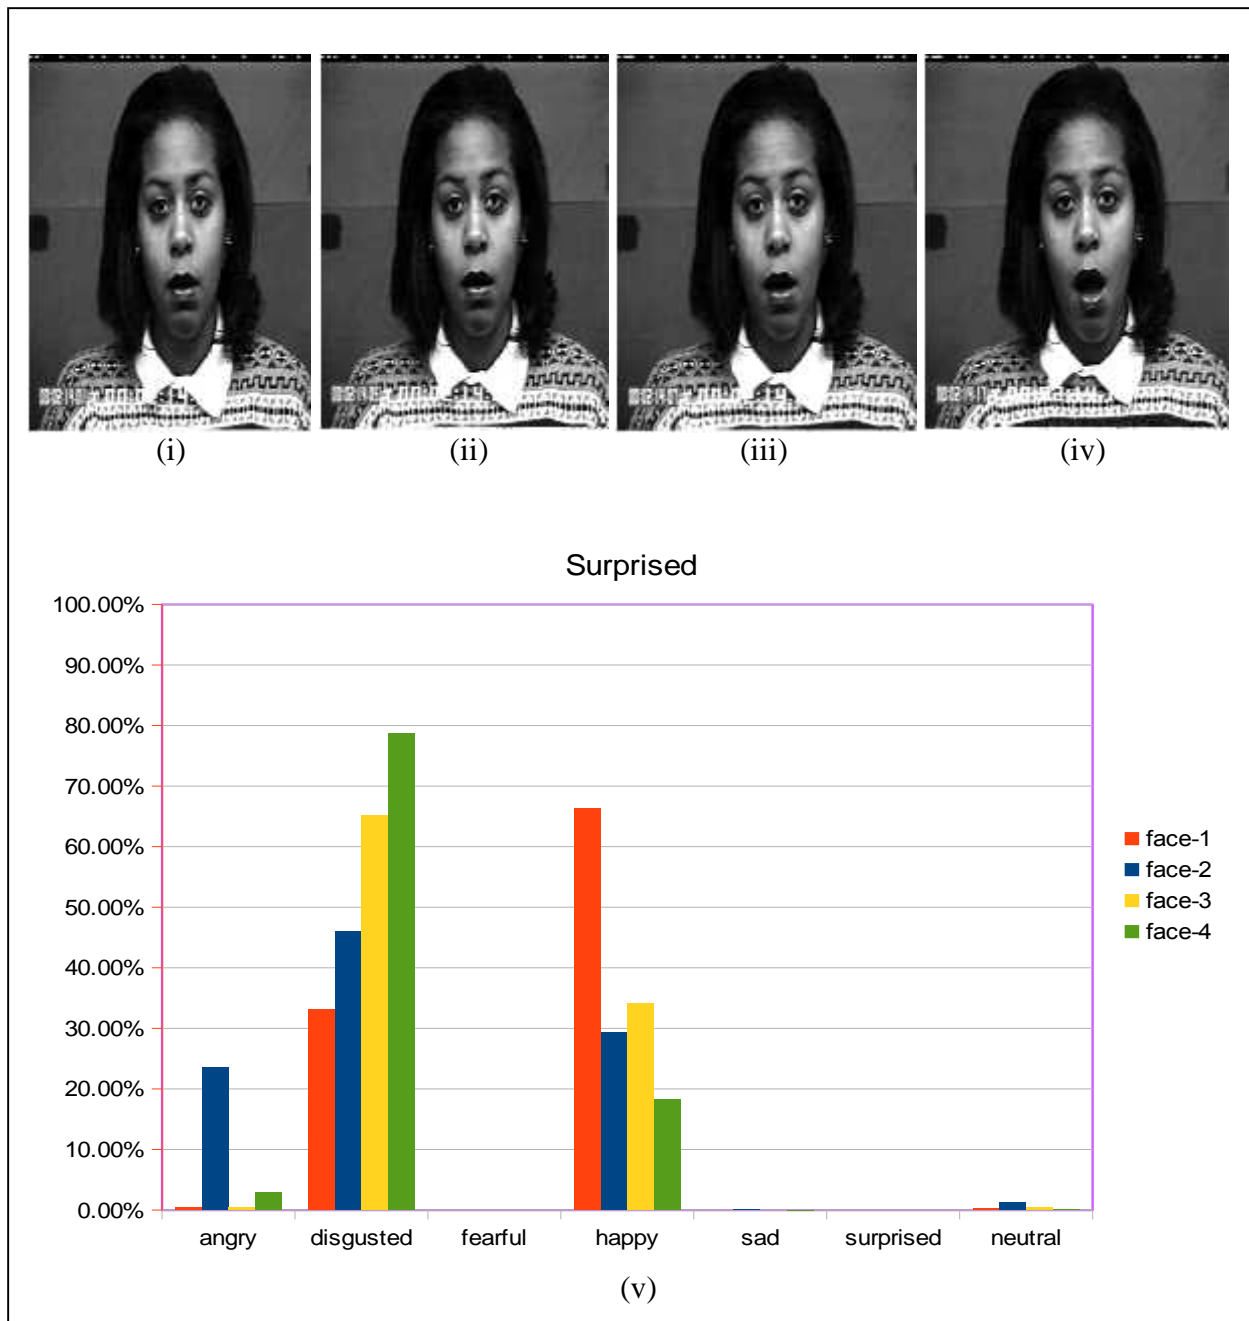 (i)
(ii)
(iii)
(iv)
Surprised
100.00%
90.00%
80.00%
70.00%
60.00%
50.00%
40.00%
30.00%
20.00%
10.00%
0.00%
angry disgusted fearful happy sad surprised neutral
face-1
face-2
face-3
face-4
(v)